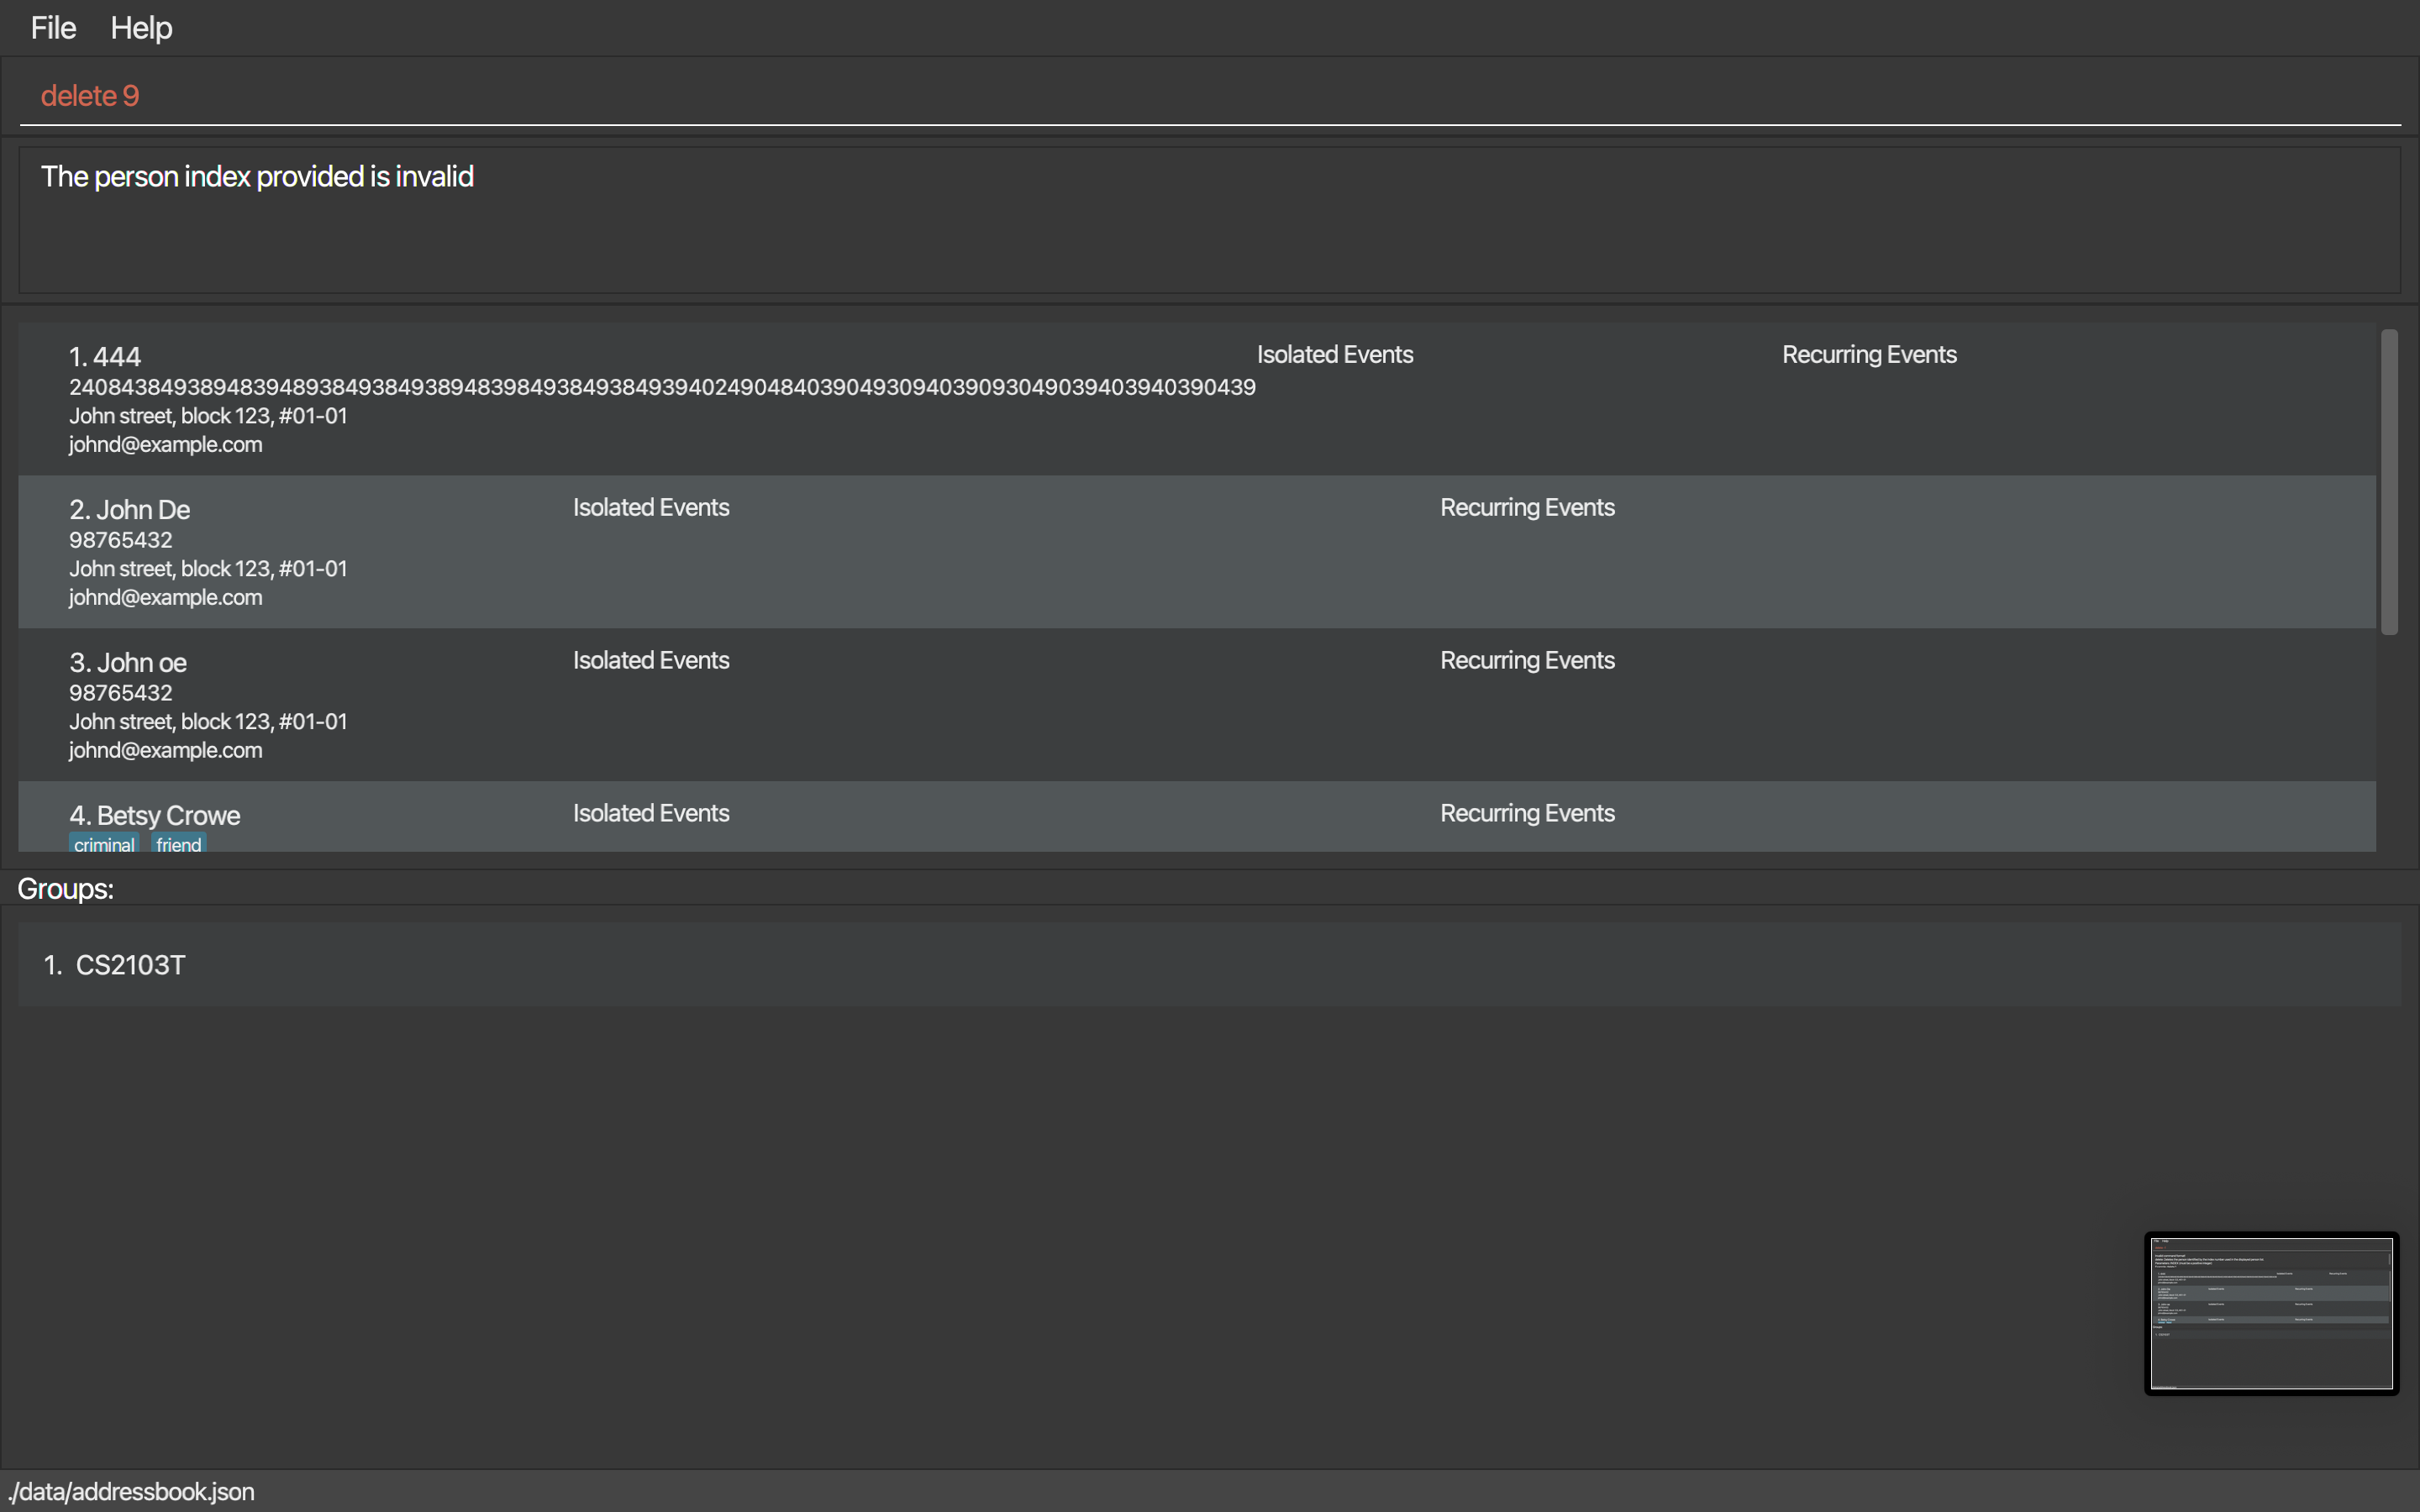 File Help
delete 9
The person index provided is invalid
1. 444 Isolated Events Recurring Events
24084384938948394893849384938948398493849384939402490484039049309403909304903940394039043​9
John street, block 123, #01-01
johnd@example.com
2. John De Isolated Events Recurring Events
98765432
John street, block 123, #01-01
johnd@example.com
3. John oe Isolated Events Recurring Events
98765432
John street, block 123, #01-01
johnd@example.com
4. Betsy Crowe Isolated Events Recurring Events
criminal friend
Groups:
1. CS2103T
./data/addressbook.json